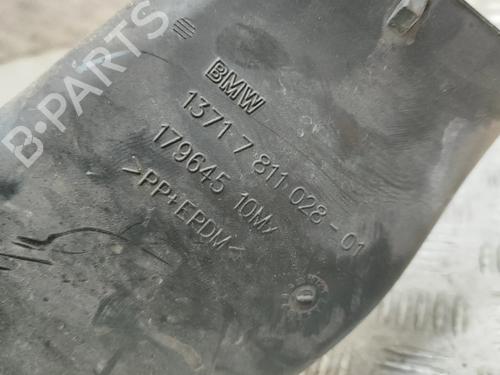 B-PARTS
BMW
1371 7 811 028-01
179645 10M
>PP+EPDM<